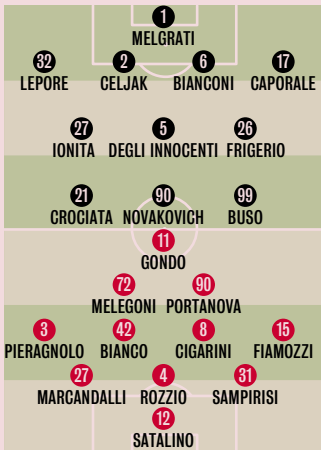 1
MELGRATI
32 2 6 17
LEPORE CELJAK BIANCONI CAPORALE
27 5 26
IONITA DEGLI INNOCENTI FRIGERIO
21 90 99
CROCIATA NOVAKOVICH BUSO
11
GONDO
72 90
MELEGONI PORTANOVA
3 42 8 15
PIERAGNOLO BIANCO CIGARINI FIAMOZZI
27 4 31
MARCANDALLI ROZZIO SAMPIRISI
12
SATALINO